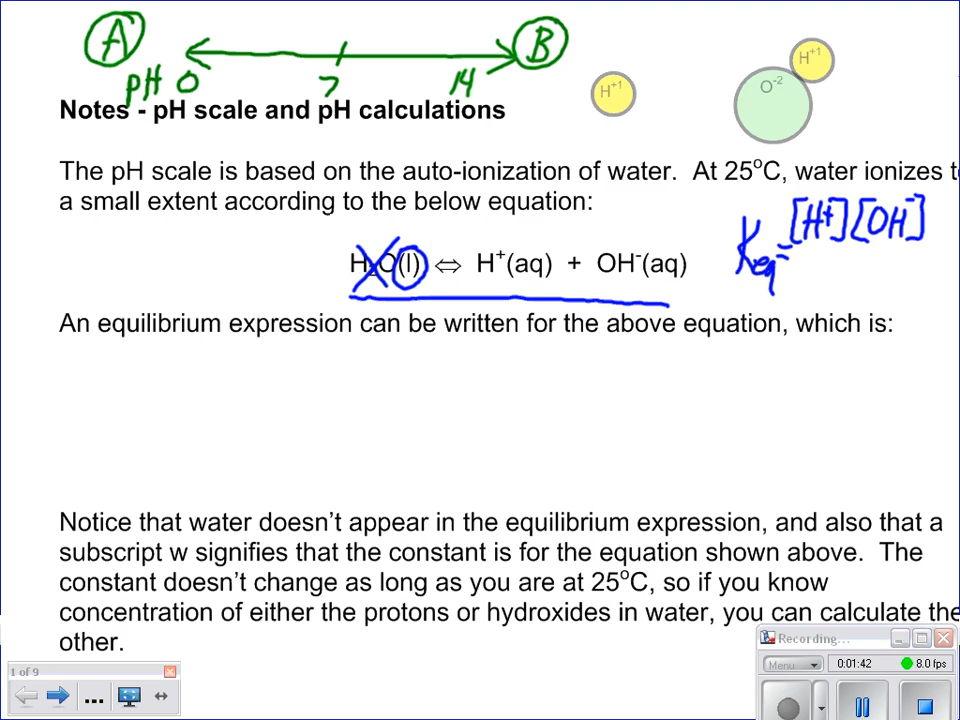 A B
pH 0 7 14
H+1 O-2 H+1
Notes - pH scale and pH calculations
The pH scale is based on the auto-ionization of water. At 25oC, water ionizes t
a small extent according to the below equation:
Keq= [H+][OH-]
H2O(l) ⇔ H+(aq) + OH-(aq)
An equilibrium expression can be written for the above equation, which is:
Notice that water doesn't appear in the equilibrium expression, and also that a
subscript w signifies that the constant is for the equation shown above. The
constant doesn't change as long as you are at 25oC, so if you know
concentration of either the protons or hydroxides in water, you can calculate the
other.
Recording...
Menu 0:01:42 8.0 fps
1 of 9
...